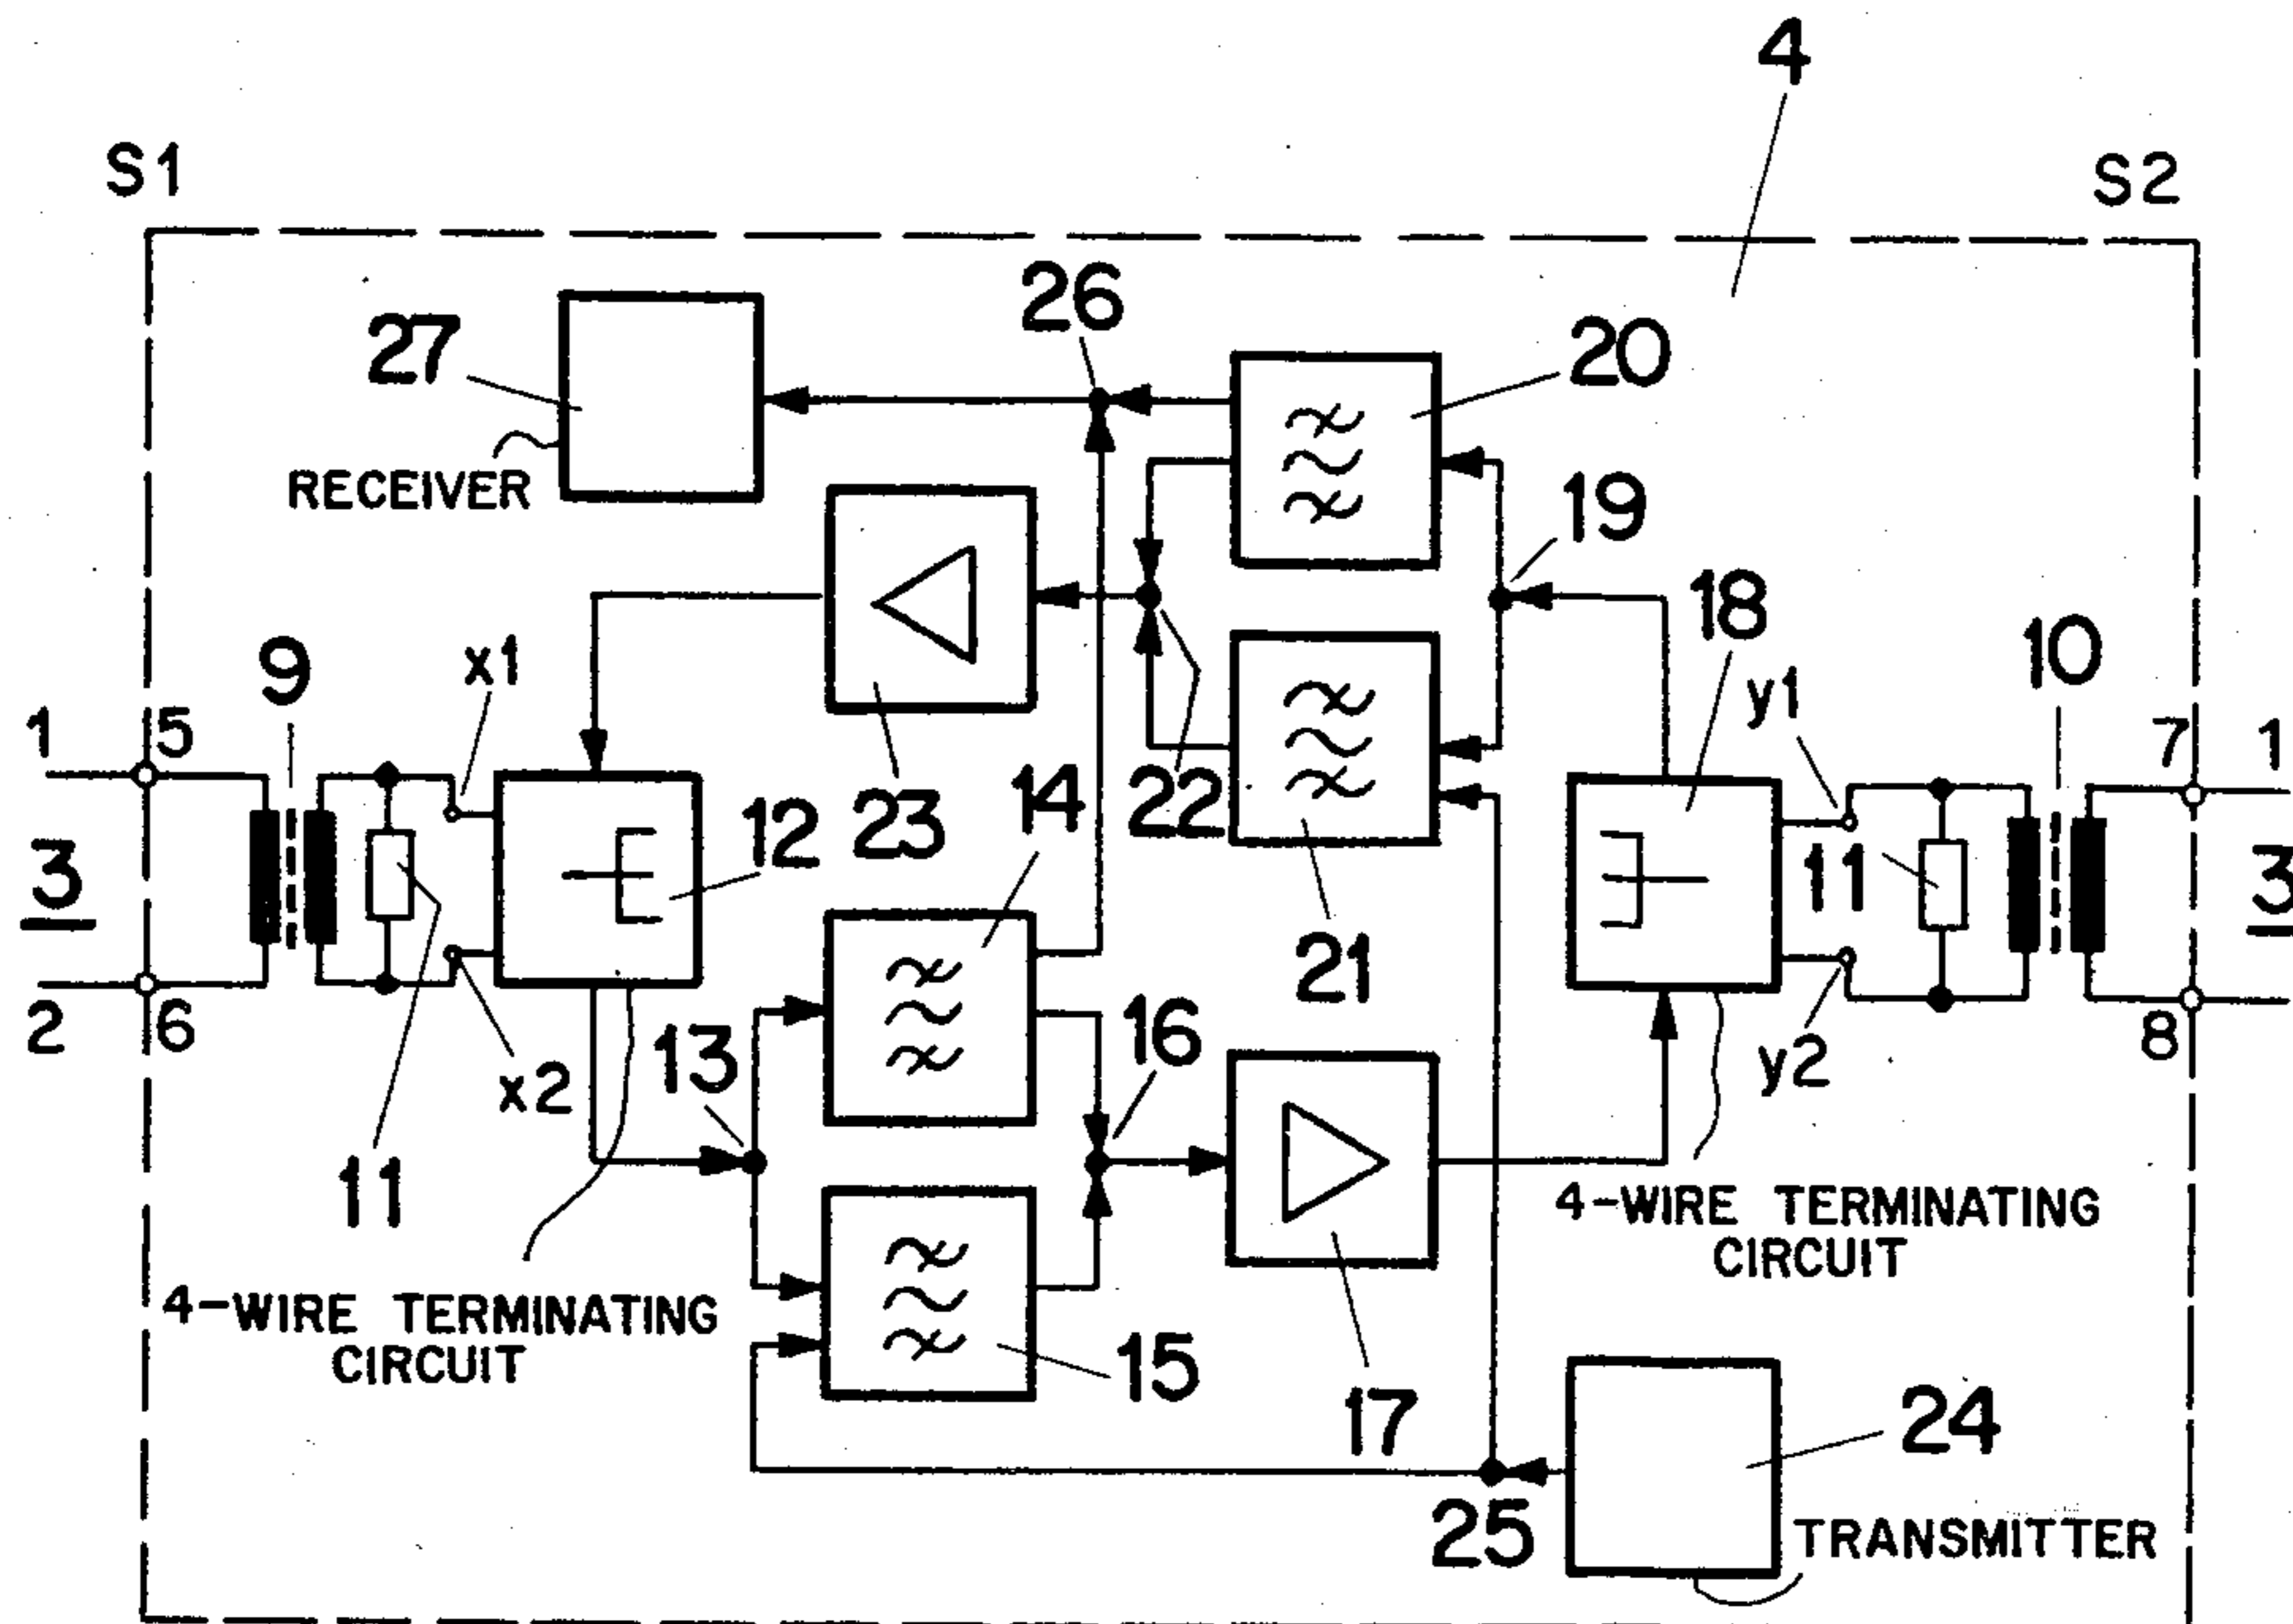 4
S1
S2
26
27
20
RECEIVER
19
18
9
x1
10
y1
1
5
7
1
14
22
23
12
3
11
3
21
2
6
13
16
8
x2
y2
11
4-WIRE TERMINATING
CIRCUIT
4-WIRE TERMINATING
CIRCUIT
15
17
24
25
TRANSMITTER